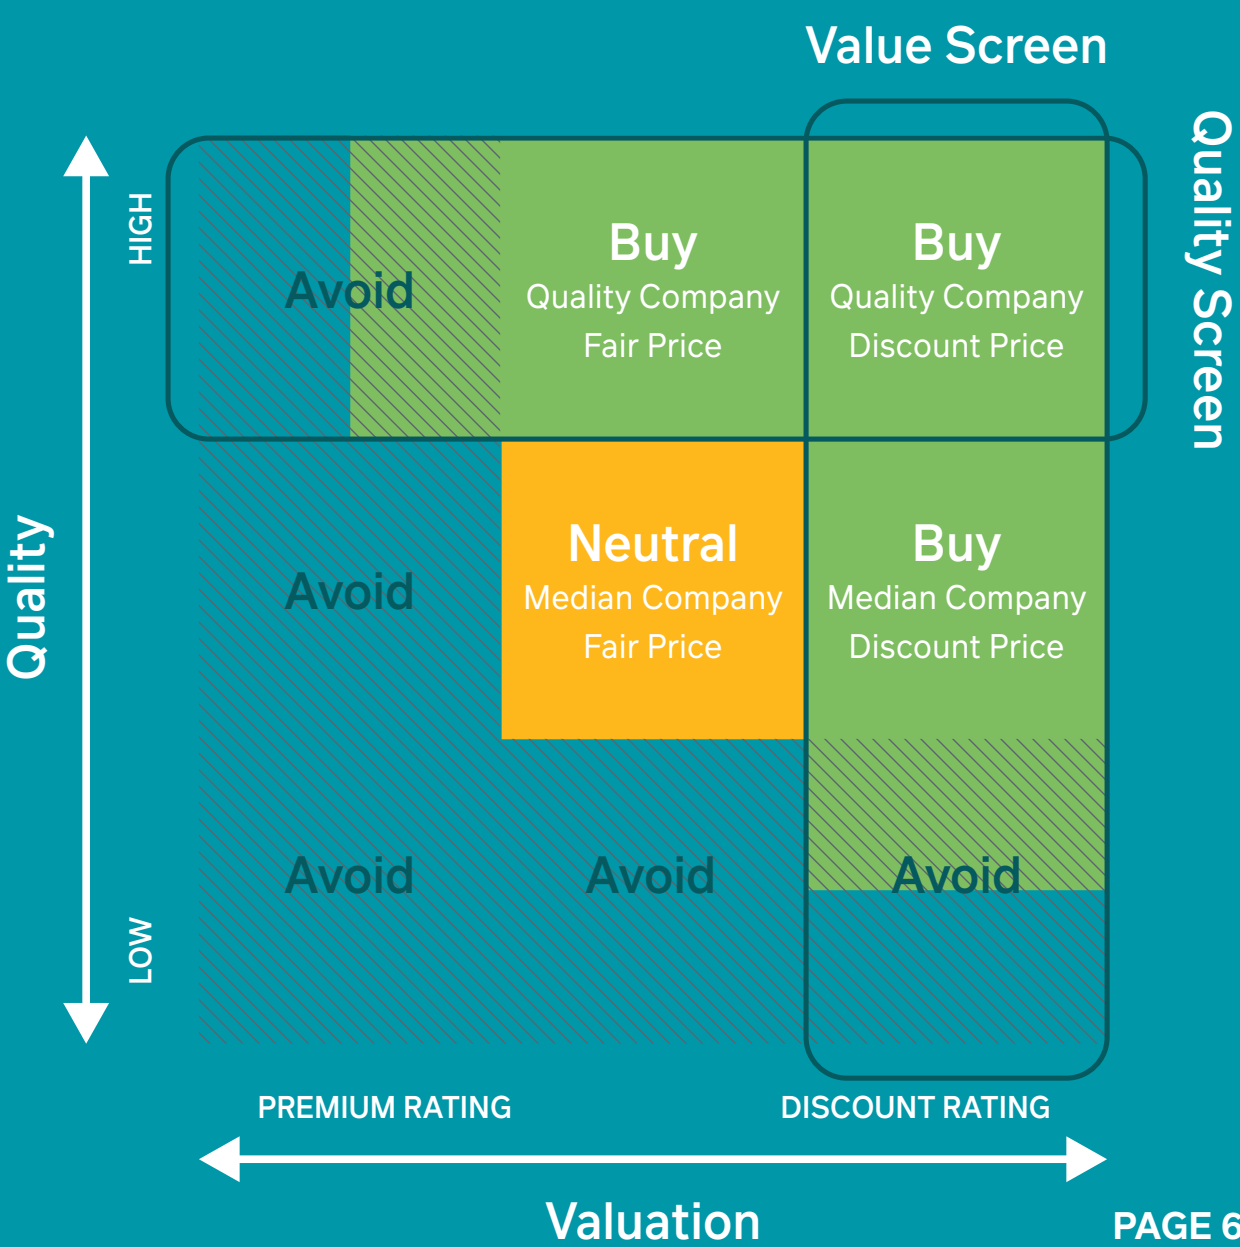 Value Screen
Quality Screen
HIGH
Quality
LOW
Avoid
Buy
Quality Company
Fair Price
Buy
Quality Company
Discount Price
Avoid
Neutral
Median Company
Fair Price
Buy
Median Company
Discount Price
Avoid
Avoid
Avoid
PREMIUM RATING
DISCOUNT RATING
Valuation
PAGE 6